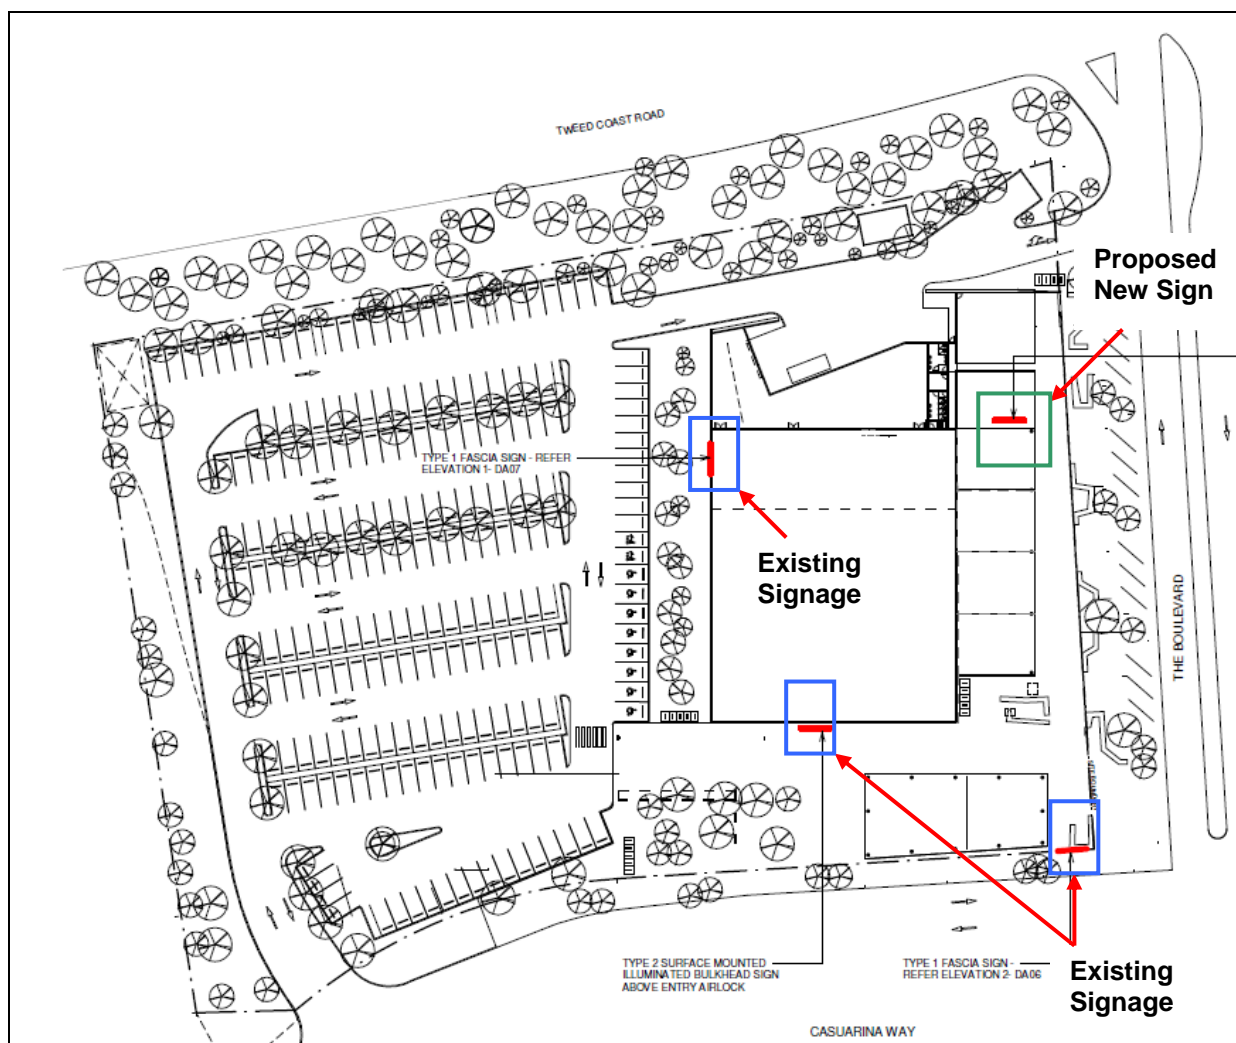 TWEED COAST ROAD
Proposed
New Sign
TYPE 1 FASCIA SIGN - REFER
ELEVATION 1- DA07
Existing
Signage
THE BOULEVARD
TYPE 2 SURFACE MOUNTED
ILLUMINATED BULKHEAD SIGN
ABOVE ENTRY AIRLOCK
TYPE 1 FASCIA SIGN -
REFER ELEVATION 2- DA06
Existing
Signage
CASUARINA WAY